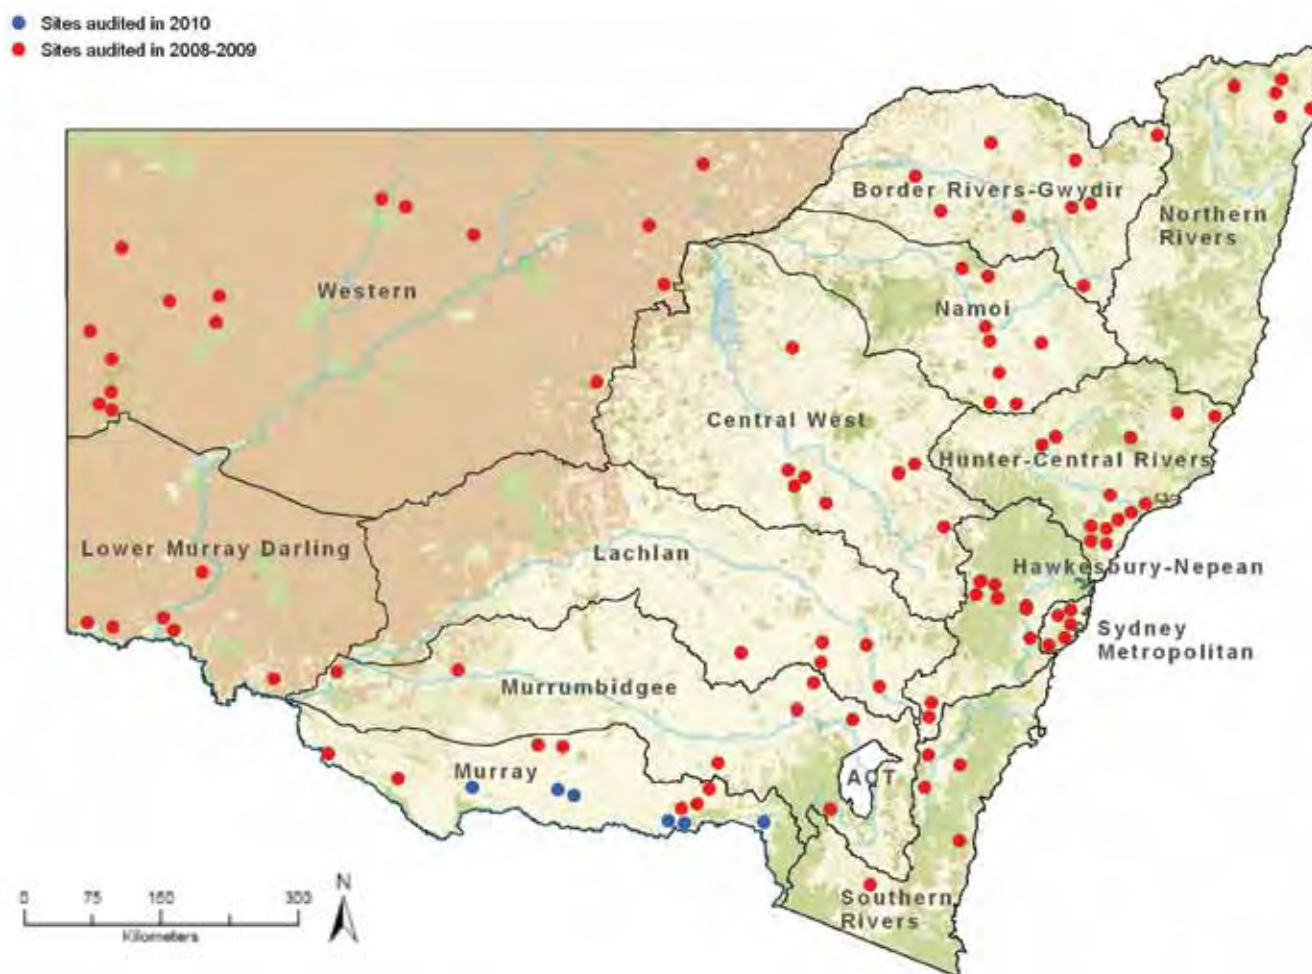 Sites audited in 2010
Sites audited in 2008-2009
Border Rivers-Gwydir
Northern
Rivers
Western
Namoi
Central West
Hunter-Central Rivers
Lower Murray Darling
Lachlan
Hawkesbury-Nepean
Sydney
Metropolitan
Murrumbidgee
Murray
ACT
Southern
Rivers
N
0 75 150 300
Kilometers